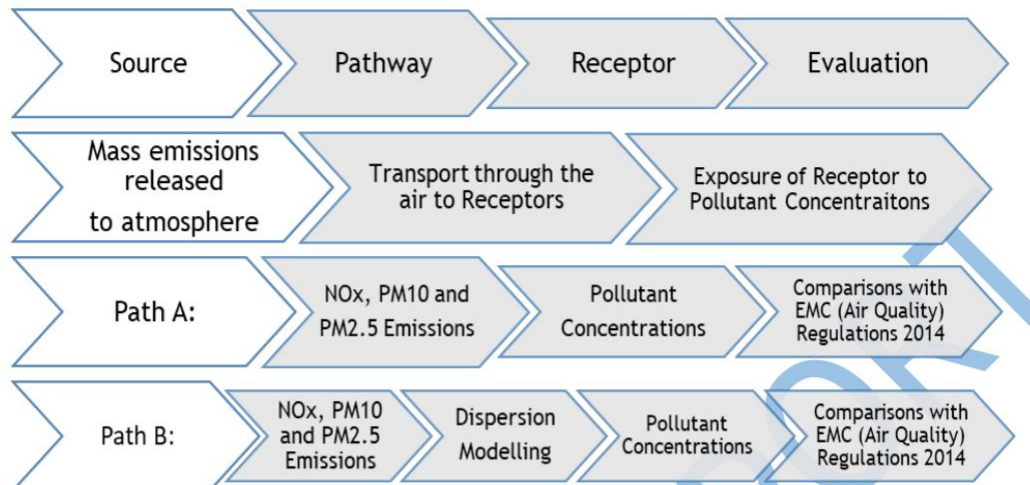 Source
Pathway
Receptor
Evaluation
Mass emissions
released
to atmosphere
Transport through the
air to Receptors
Exposure of Receptor to
Pollutant Concentraitons
Path A:
NOx, PM10 and
PM2.5 Emissions
Pollutant
Concentrations
Comparisons with
EMC (Air Quality)
Regulations 2014
Path B:
NOx, PM10
and PM2.5
Emissions
Dispersion
Modelling
Pollutant
Concentrations
Comparisons with
EMC (Air Quality)
Regulations 2014